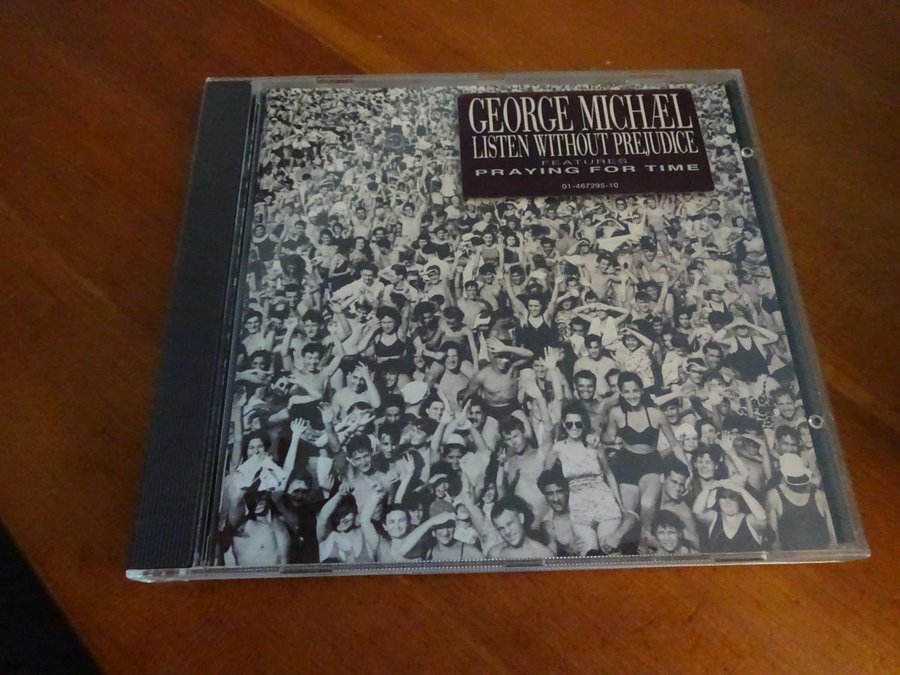 GEORGE MICHÆL
LISTEN WITHOUT PREJUDICE
FEATURES
PRAYING FOR TIME
01-467295-10